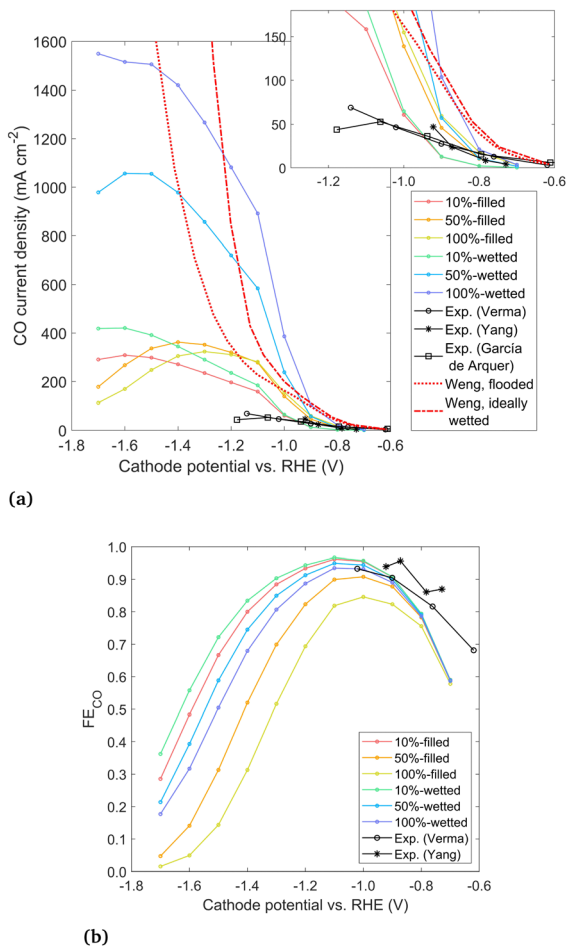 1600
1400
1200
1000
800
600
400
200
0
CO current density (mA cm⁻²)
-1.8 -1.6 -1.4 -1.2 -1.0 -0.8 -0.6
Cathode potential vs. RHE (V)
150
100
50
0
-1.2 -1.0 -0.8 -0.6
10%-filled
50%-filled
100%-filled
10%-wetted
50%-wetted
100%-wetted
Exp. (Verma)
Exp. (Yang)
Exp. (García
de Arquer)
Weng, flooded
Weng, ideally
wetted
(a)
1.0
0.9
0.8
0.7
0.6
0.5
0.4
0.3
0.2
0.1
0.0
FE_CO
-1.8 -1.6 -1.4 -1.2 -1.0 -0.8 -0.6
Cathode potential vs. RHE (V)
10%-filled
50%-filled
100%-filled
10%-wetted
50%-wetted
100%-wetted
Exp. (Verma)
Exp. (Yang)
(b)